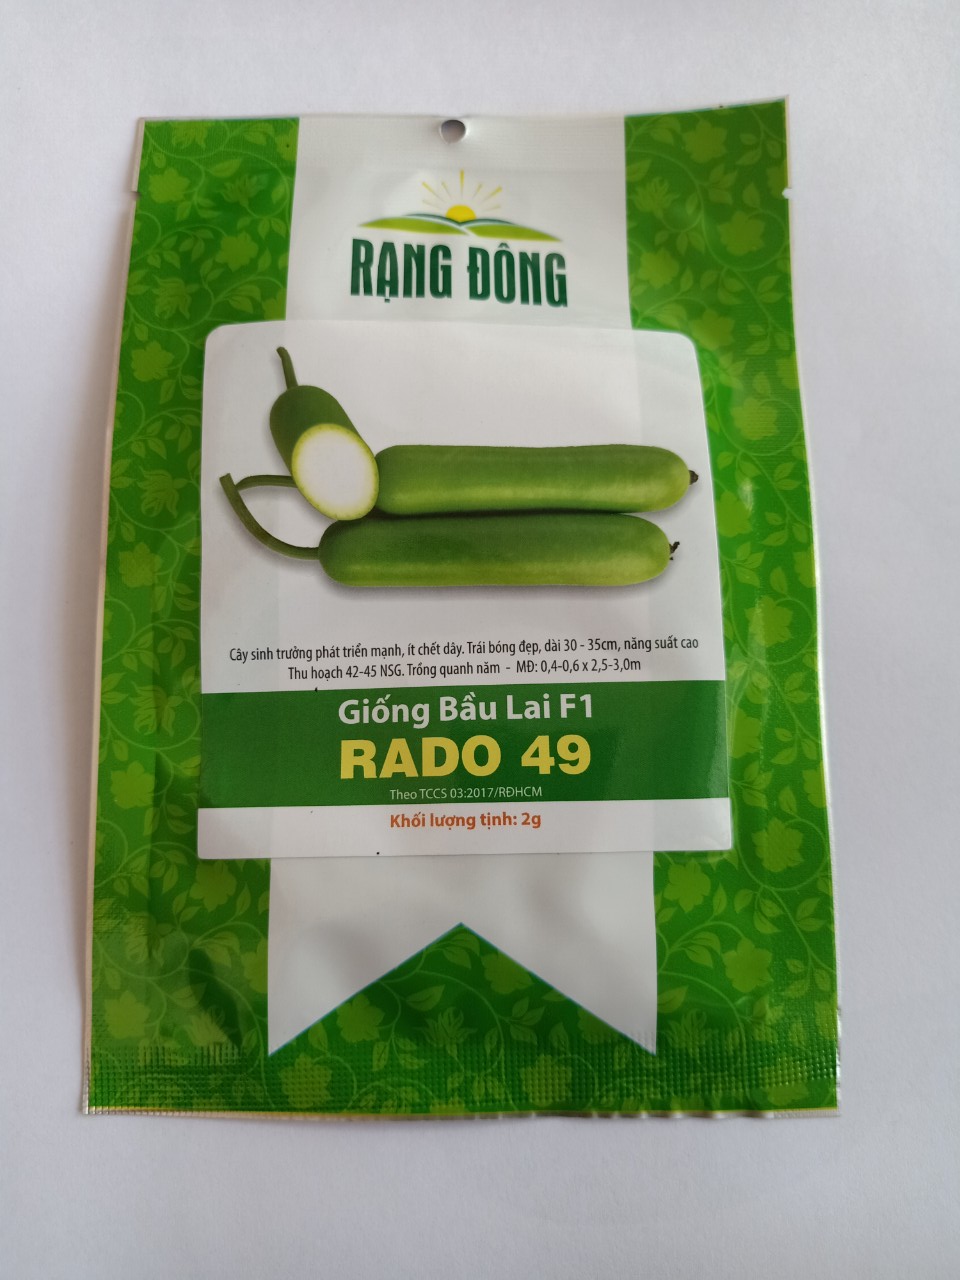 RẠNG ĐÔNG
Cây sinh trưởng phát triển mạnh, ít chết dây. Trái bóng đẹp, dài 30 - 35cm, năng suất cao
Thu hoạch 42-45 NSG. Trồng quanh năm - MĐ: 0,4-0,6 x 2,5-3,0m
Giống Bầu Lai F1
RADO 49
Theo TCCS 03:2017/RĐHCM
Khối lượng tịnh: 2g